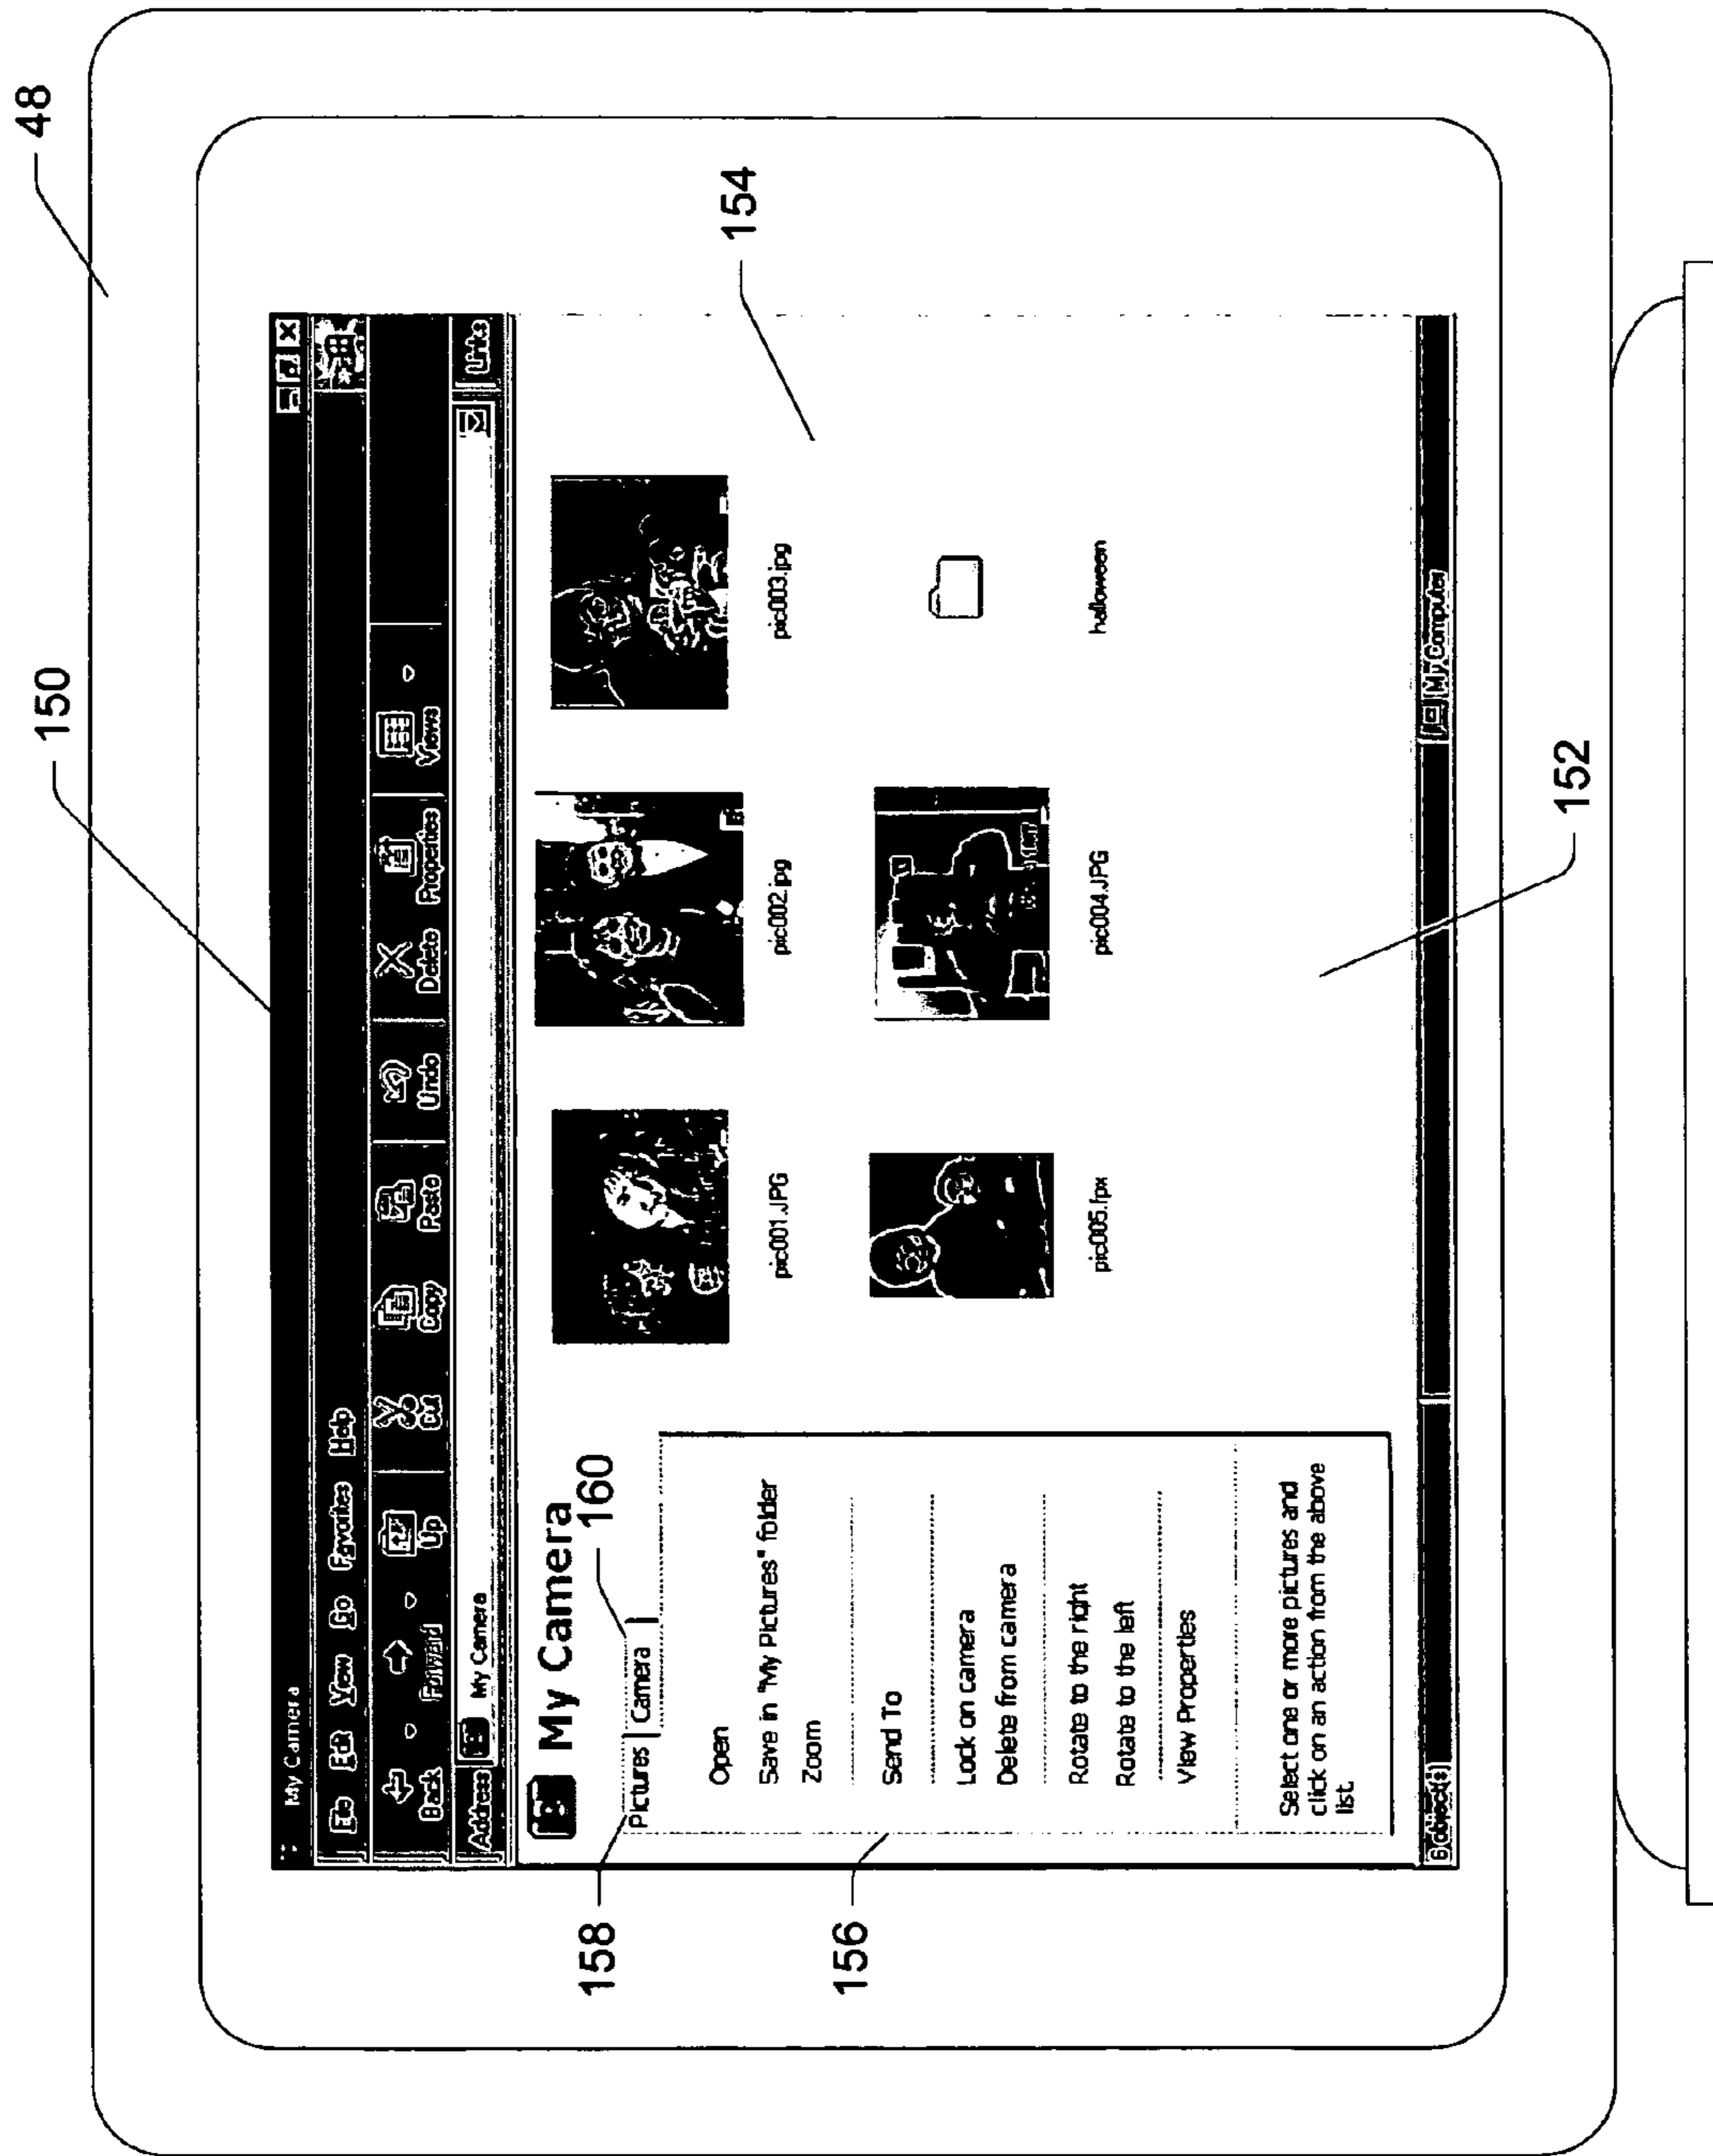 48
150
My Camera
File Edit View Go Favorites Help
Back Forward Up Cut Copy Paste Undo Delete Properties Views
Address My Camera Links
My Camera
160
158
Pictures Camera
154
Open
Save in "My Pictures" folder
Zoom
Send To
Lock on camera
Delete from camera
Rotate to the right
Rotate to the left
View Properties
Select one or more pictures and
click on an action from the above
list.
156
pic001.JPG pic002.jpg pic003.jpg
pic005.fpx pic004.JPG halloween
152
6 object(s) My Computer